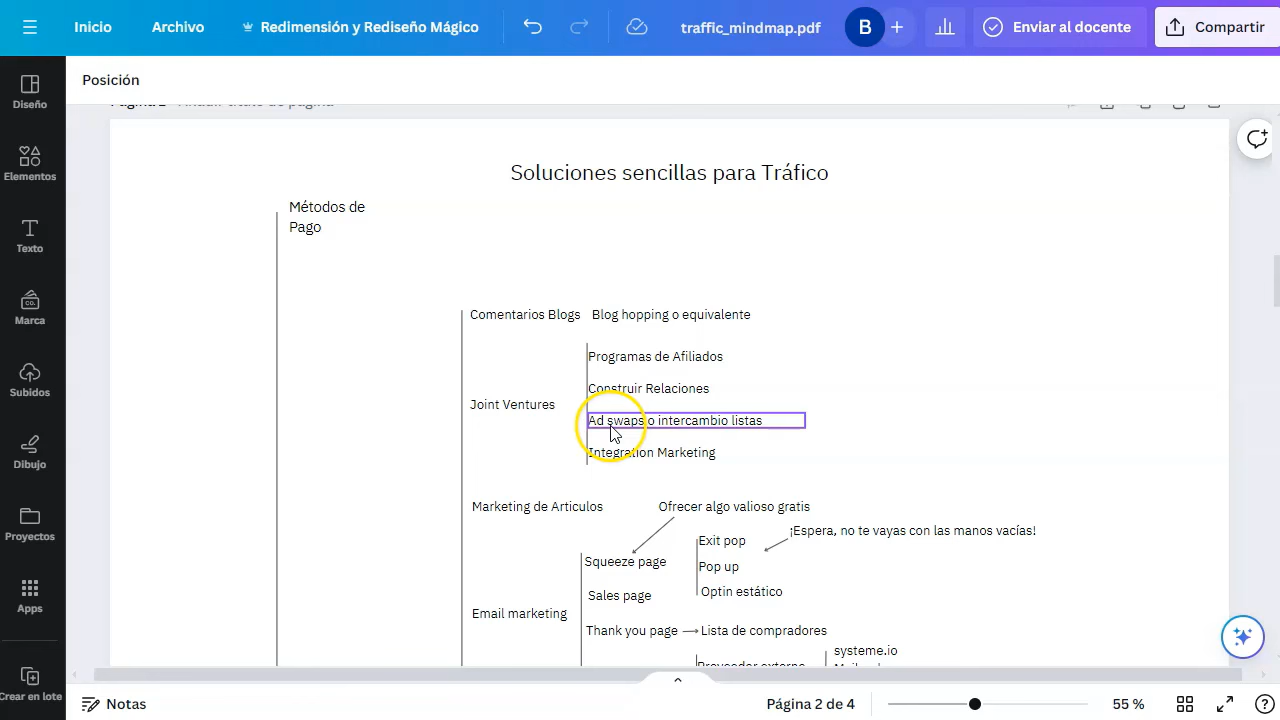 Inicio
Archivo
Redimensión y Rediseño Mágico
traffic_mindmap.pdf
B
Enviar al docente
Compartir
Diseño
Posición
Elementos
Texto
CO.
Marca
Subidos
Dibujo
Proyectos
Apps
Crear en lote
Soluciones sencillas para Tráfico
Métodos de
Pago
Comentarios Blogs
Blog hopping o equivalente
Joint Ventures
Programas de Afiliados
Construir Relaciones
Ad swaps o intercambio listas
Integration Marketing
Marketing de Articulos
Ofrecer algo valioso gratis
¡Espera, no te vayas con las manos vacías!
Exit pop
Squeeze page
Pop up
Optin estático
Sales page
Email marketing
Thank you page
Lista de compradores
systeme.io
Proveedor externo
Notas
Página 2 de 4
55 %